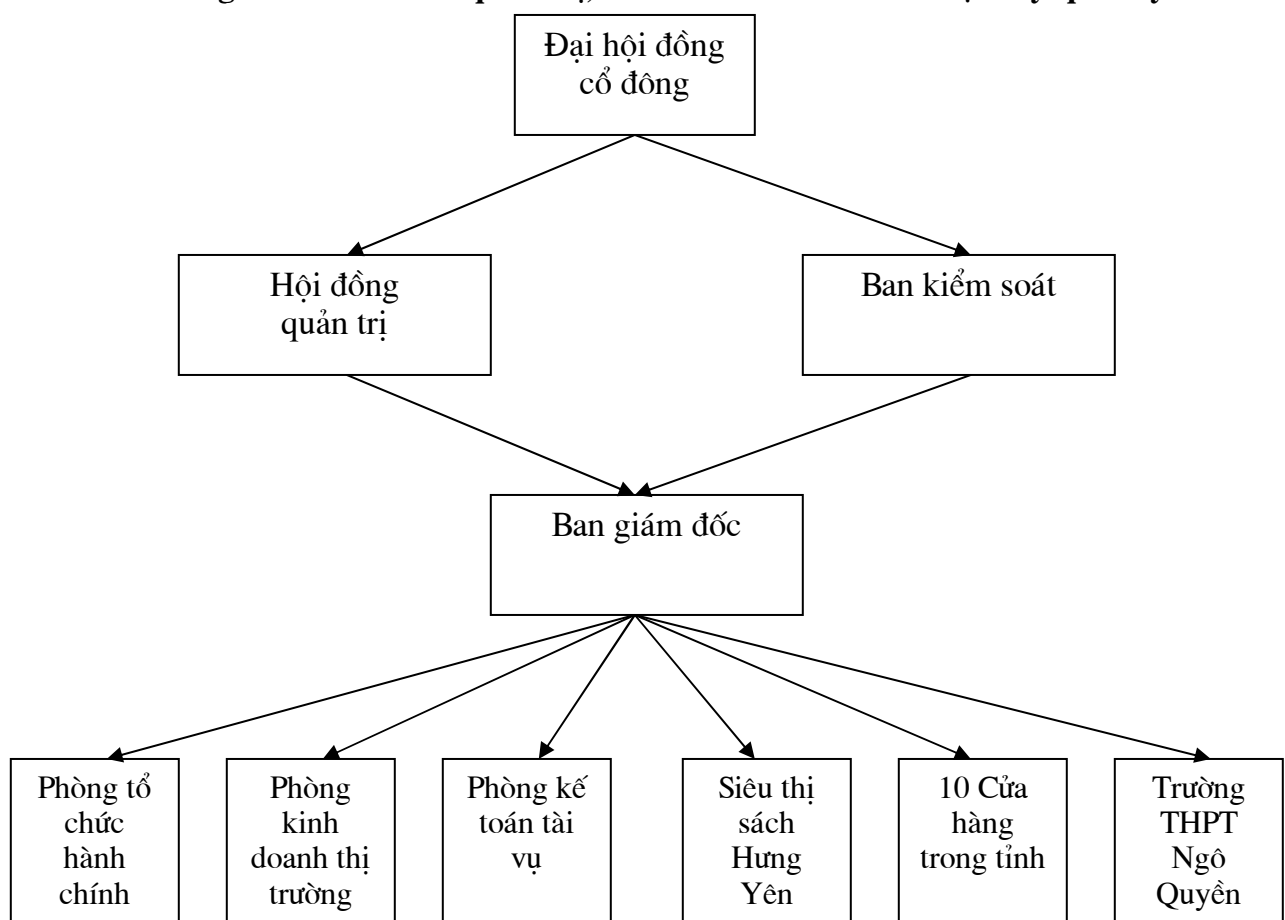 Đại hội đồng
cổ đông
Hội đồng
quản trị
Ban kiểm soát
Ban giám đốc
Phòng tổ
chức
hành
chính
Phòng
kinh
doanh thị
trường
Phòng kế
toán tài
vụ
Siêu thị
sách
Hưng
Yên
10 Cửa
hàng
trong tỉnh
Trường
THPT
Ngô
Quyền